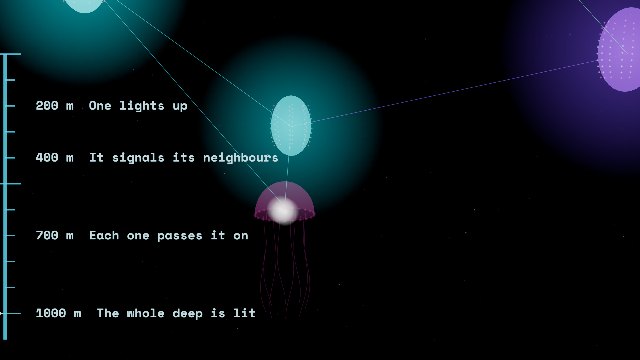 200 m  One lights up
400 m  It signals its neighbours
700 m  Each one passes it on
1000 m  The whole deep is lit